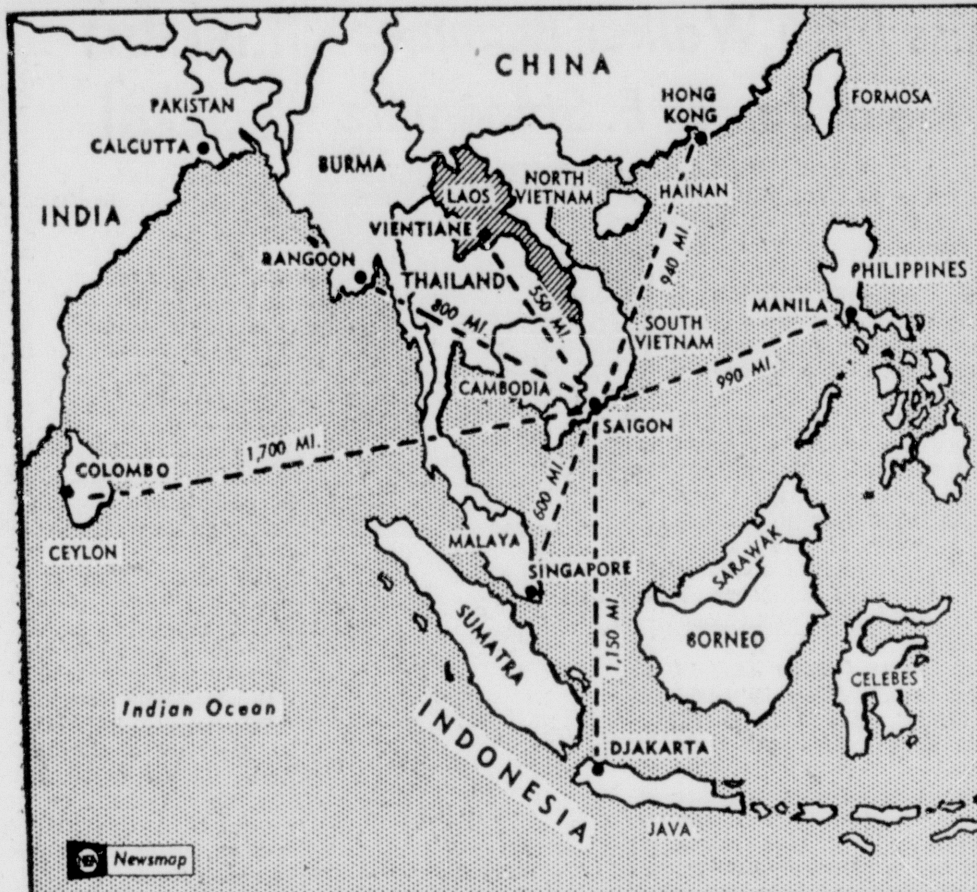 CHINA
PAKISTAN
CALCUTTA
BURMA
INDIA
HONG
KONG
FORMOSA
LAOS
NORTH
VIETNAM
HAINAN
VIENTIANE
RANGOON
THAILAND
940 MI.
PHILIPPINES
MANILA
800 MI.
550 MI.
SOUTH
VIETNAM
990 MI.
CAMBODIA
SAIGON
1,700 MI.
COLOMBO
CEYLON
600 MI.
MALAYA
SINGAPORE
SARAWAK
SUMATRA
1,150 MI.
BORNEO
CELEBES
Indian Ocean
INDONESIA
DJAKARTA
JAVA
NEA Newsmap